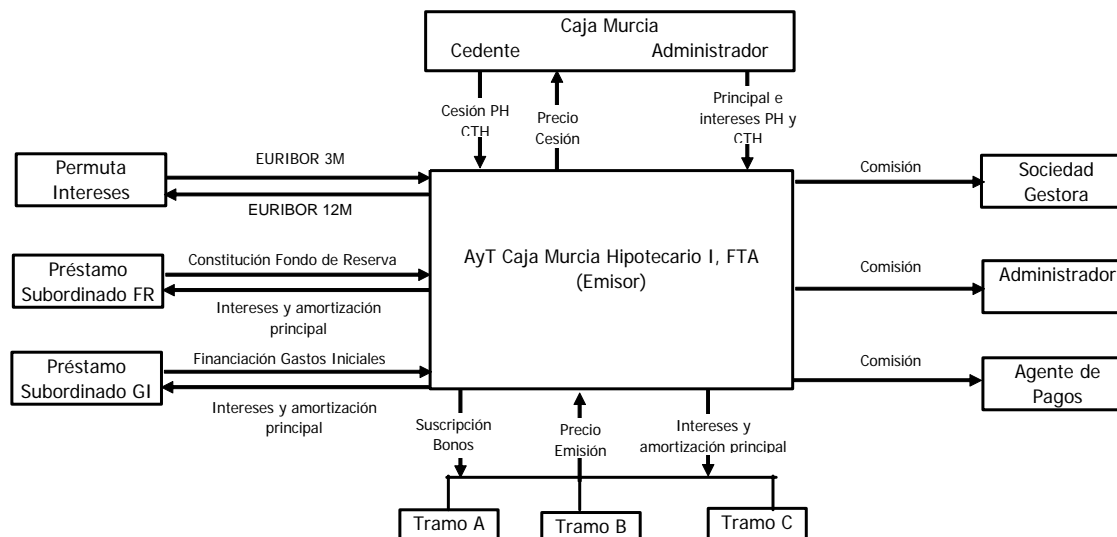 Caja Murcia
Cedente Administrador
Cesión PH
CTH
Precio
Cesión
Principal e
intereses PH y
CTH
Permuta
Intereses
EURIBOR 3M
EURIBOR 12M
Préstamo
Subordinado FR
Constitución Fondo de Reserva
Intereses y amortización
principal
Préstamo
Subordinado GI
Financiación Gastos Iniciales
Intereses y amortización
principal
AyT Caja Murcia Hipotecario I, FTA
(Emisor)
Comisión
Sociedad
Gestora
Comisión
Administrador
Comisión
Agente de
Pagos
Suscripción
Bonos
Precio
Emisión
Intereses y
amortización principal
Tramo A
Tramo B
Tramo C